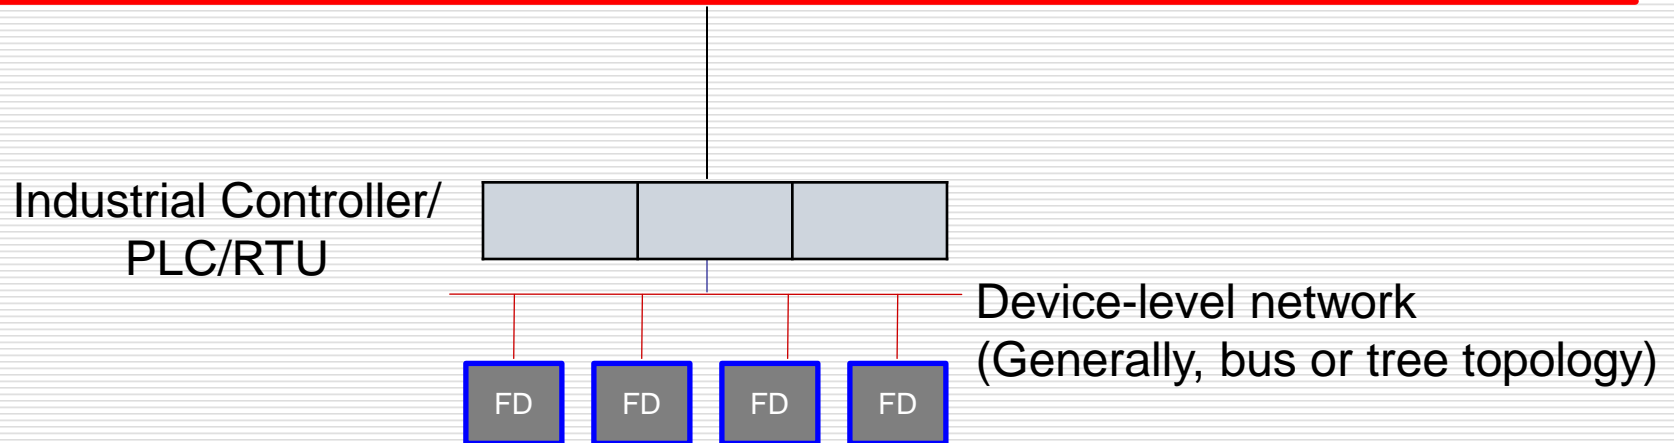 Industrial Controller/
PLC/RTU
Device-level network
(Generally, bus or tree topology)
FD FD FD FD